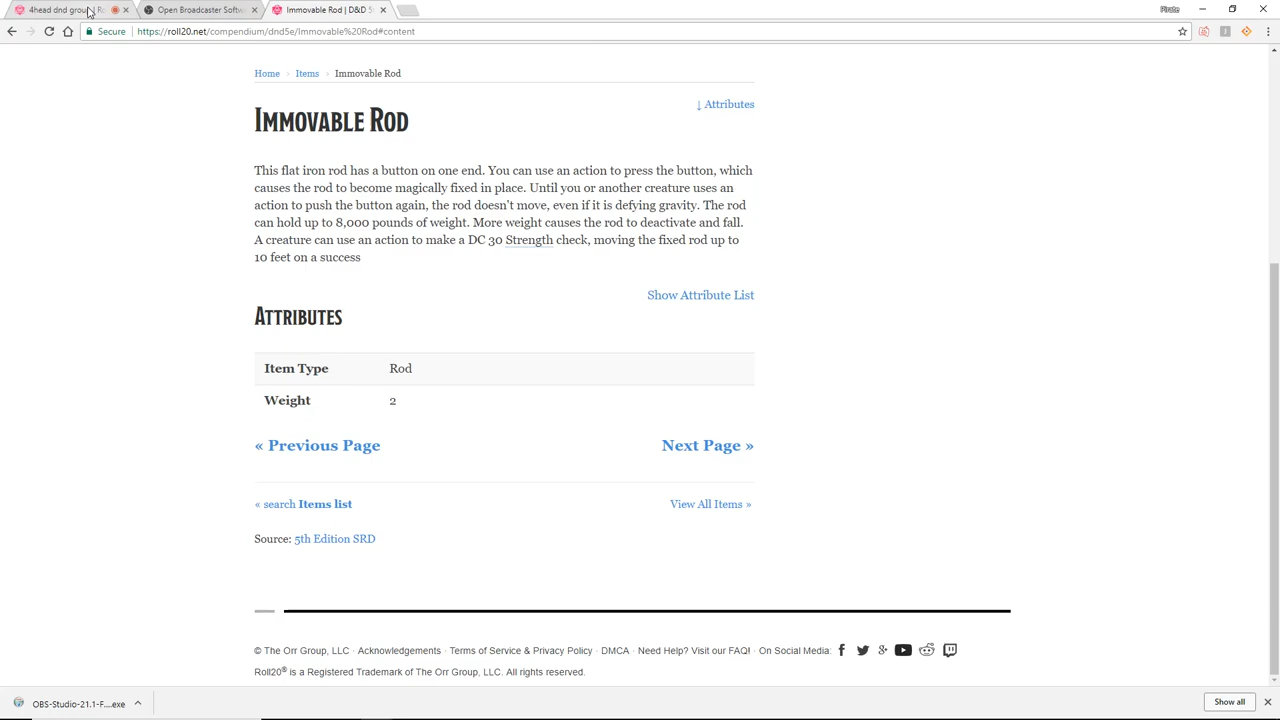 4head dnd group | Ro
Open Broadcaster Softw
Immovable Rod | D&D 5
Pirate
Secure
https://roll20.net/compendium/dnd5e/Immovable%20Rod#content
Home › Items › Immovable Rod
↓ Attributes
Immovable Rod
This flat iron rod has a button on one end. You can use an action to press the button, which
causes the rod to become magically fixed in place. Until you or another creature uses an
action to push the button again, the rod doesn't move, even if it is defying gravity. The rod
can hold up to 8,000 pounds of weight. More weight causes the rod to deactivate and fall.
A creature can use an action to make a DC 30 Strength check, moving the fixed rod up to
10 feet on a success
Show Attribute List
Attributes
Item Type Rod
Weight 2
« Previous Page Next Page »
« search Items list View All Items »
Source: 5th Edition SRD
© The Orr Group, LLC · Acknowledgements · Terms of Service & Privacy Policy · DMCA · Need Help? Visit our FAQ! · On Social Media:
Roll20® is a Registered Trademark of The Orr Group, LLC. All rights reserved.
OBS-Studio-21.1-F....exe
Show all